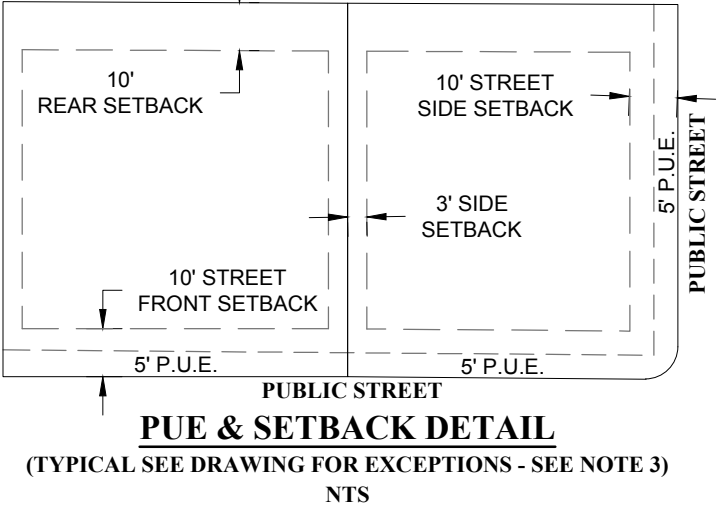 10'
REAR SETBACK
10' STREET
SIDE SETBACK
5' P.U.E.
PUBLIC STREET
3' SIDE
SETBACK
10' STREET
FRONT SETBACK
5' P.U.E.
5' P.U.E.
PUBLIC STREET
PUE & SETBACK DETAIL
(TYPICAL SEE DRAWING FOR EXCEPTIONS - SEE NOTE 3)
NTS